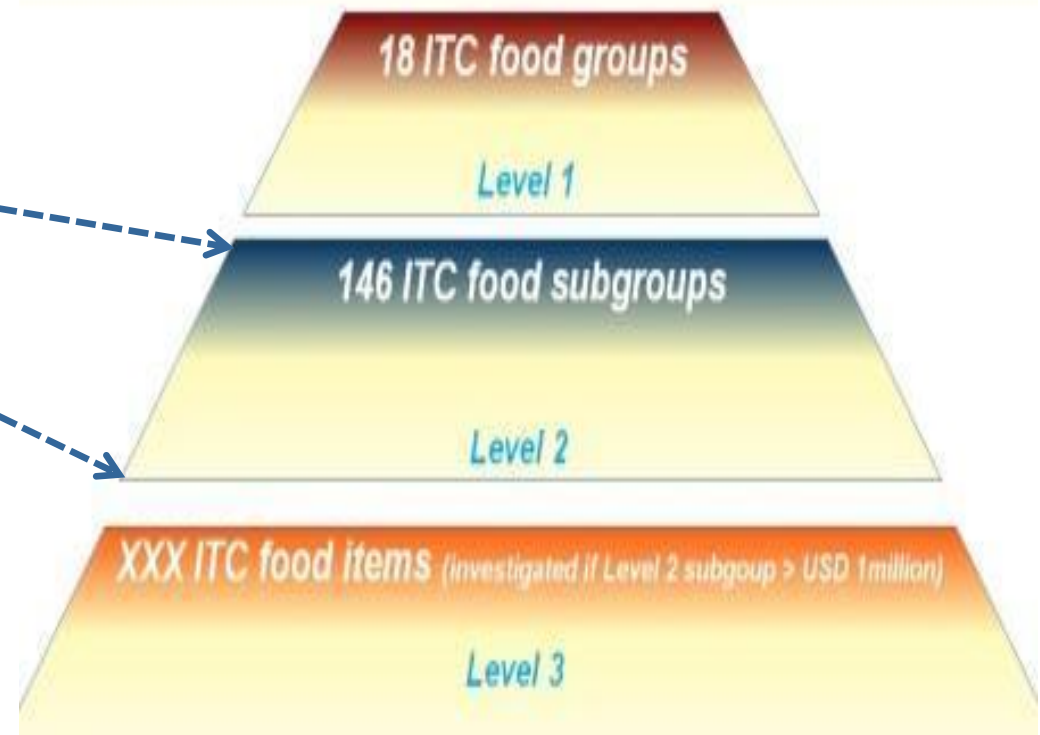 18 ITC food groups
Level 1
146 ITC food subgroups
Level 2
XXX ITC food items (investigated if Level 2 subgoup > USD 1million)
Level 3